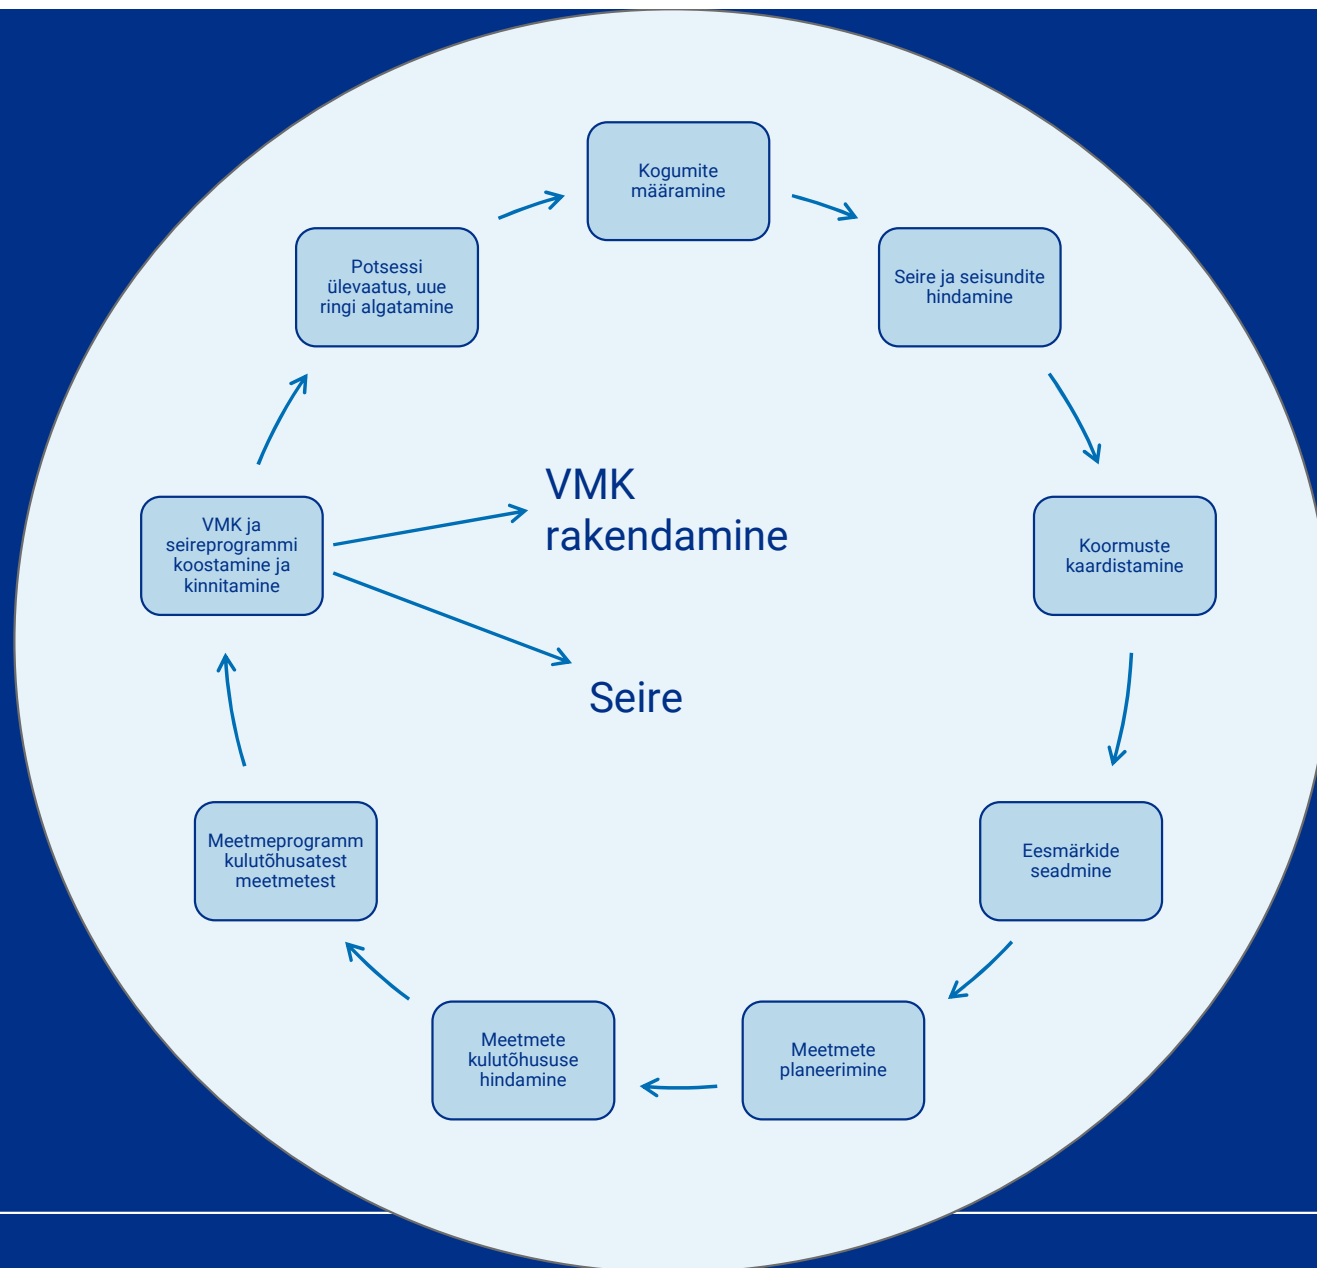 Kogumite
määramine
Seire ja seisundite
hindamine
Koormuste
kaardistamine
Eesmärkide
seadmine
Meetmete
planeerimine
Meetmete
kulutõhususe
hindamine
Meetmeprogramm
kulutõhusatest
meetmetest
VMK ja
seireprogrammi
koostamine ja
kinnitamine
Potsessi
ülevaatus, uue
ringi algatamine
VMK
rakendamine
Seire